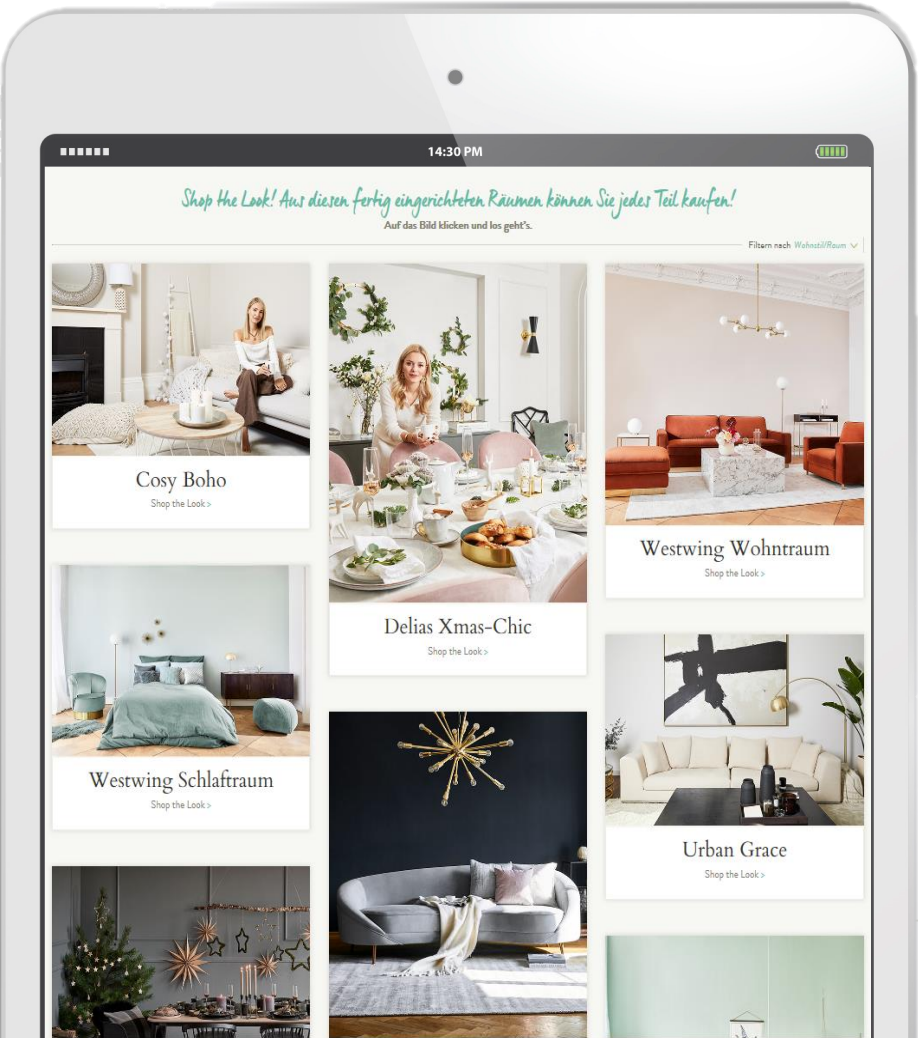 14:30 PM
Shop the Look! Aus diesen fertig eingerichteten Räumen können Sie jedes Teil kaufen!
Auf das Bild klicken und los geht's.
Filtern nach Wohnstil/Raum
Cosy Boho
Shop the Look >
Delias Xmas-Chic
Shop the Look >
Westwing Wohntraum
Shop the Look >
Westwing Schlaftraum
Shop the Look >
Urban Grace
Shop the Look >